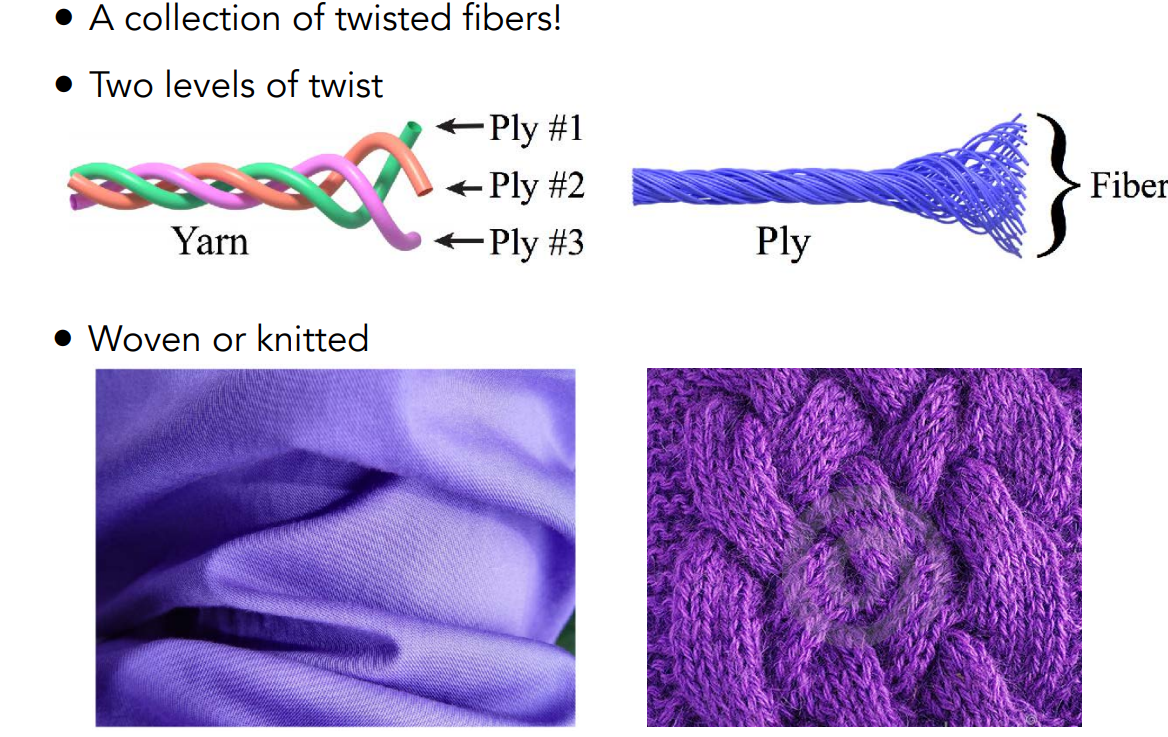 • A collection of twisted fibers!
• Two levels of twist
Ply #1
Ply #2
Ply #3
Yarn
Ply
Fiber
• Woven or knitted